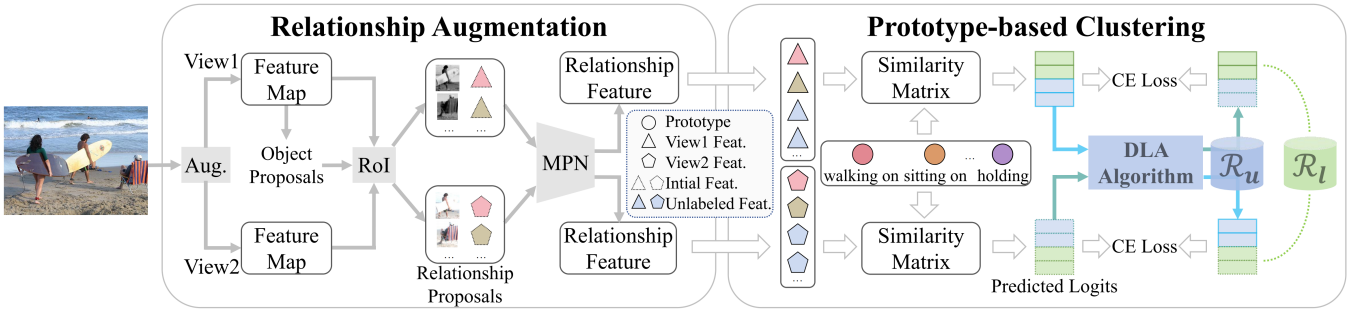 Relationship Augmentation
Prototype-based Clustering
View1
Feature
Map
Aug.
Object
Proposals
RoI
View2
Feature
Map
... ...
... ...
Relationship
Proposals
MPN
Relationship
Feature
Prototype
View1 Feat.
View2 Feat.
Intial Feat.
Unlabeled Feat.
Relationship
Feature
...
...
Similarity
Matrix
walking on sitting on ... holding
Similarity
Matrix
CE Loss
DLA
Algorithm
R_u
R_l
CE Loss
Predicted Logits